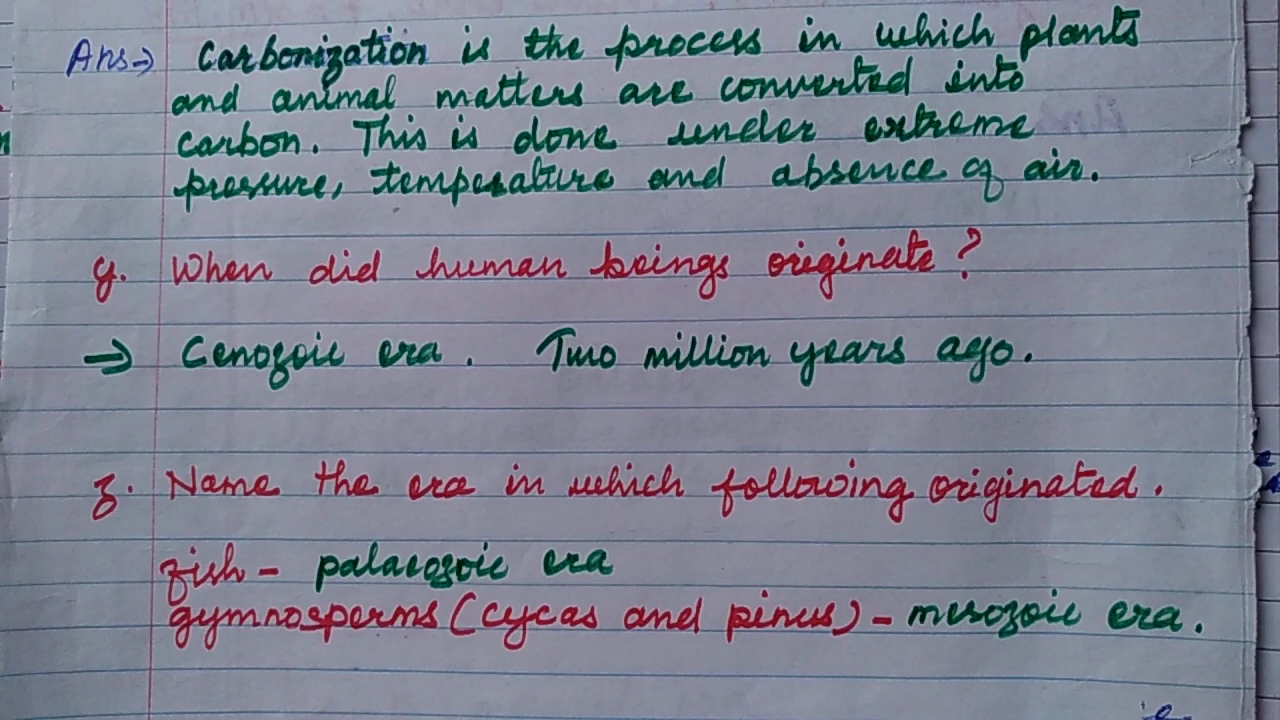 Ans→ Carbonization is the process in which plants
and animal matters are converted into
carbon. This is done under extreme
pressure, temperature and absence of air.
y. When did human beings originate?
⇒ Cenozoic era. Two million years ago.
z. Name the era in which following originated.
fish - palaeozoic era
gymnosperms (cycas and pinus) - mesozoic era.